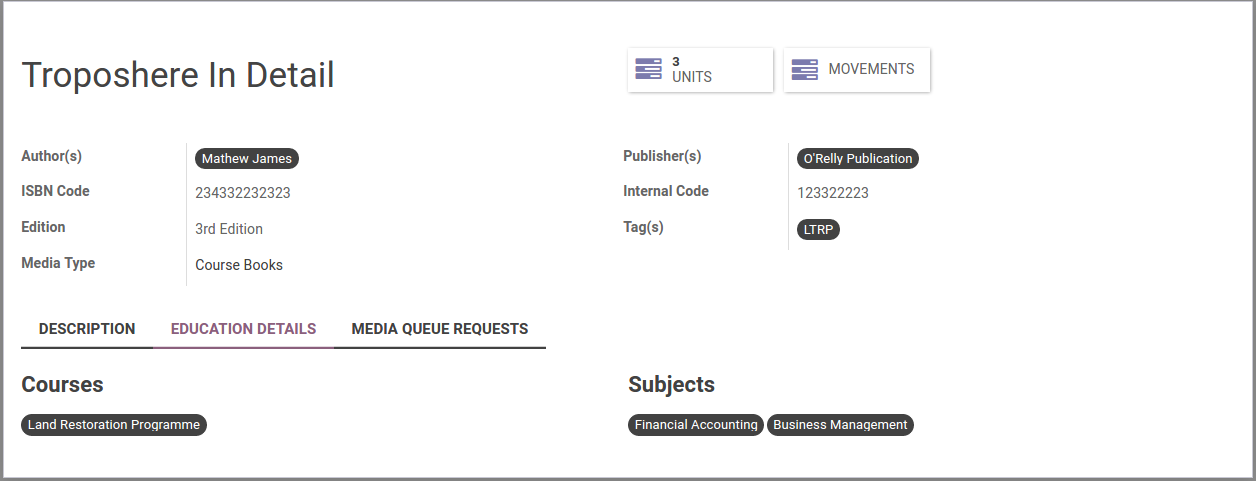 Troposhere In Detail
3
UNITS
MOVEMENTS
Author(s) Mathew James
ISBN Code 234332232323
Edition 3rd Edition
Media Type Course Books
Publisher(s) O'Relly Publication
Internal Code 123322223
Tag(s) LTRP
DESCRIPTION EDUCATION DETAILS MEDIA QUEUE REQUESTS
Courses
Land Restoration Programme
Subjects
Financial Accounting Business Management